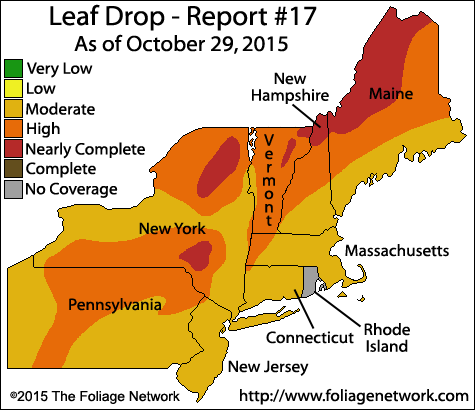 Leaf Drop - Report #17
As of October 29, 2015
Very Low
Low
Moderate
High
Nearly Complete
Complete
No Coverage
New
Hampshire
Maine
Vermont
New York
Massachusetts
Pennsylvania
Connecticut
Rhode
Island
New Jersey
©2015 The Foliage Network
http://www.foliagenetwork.com